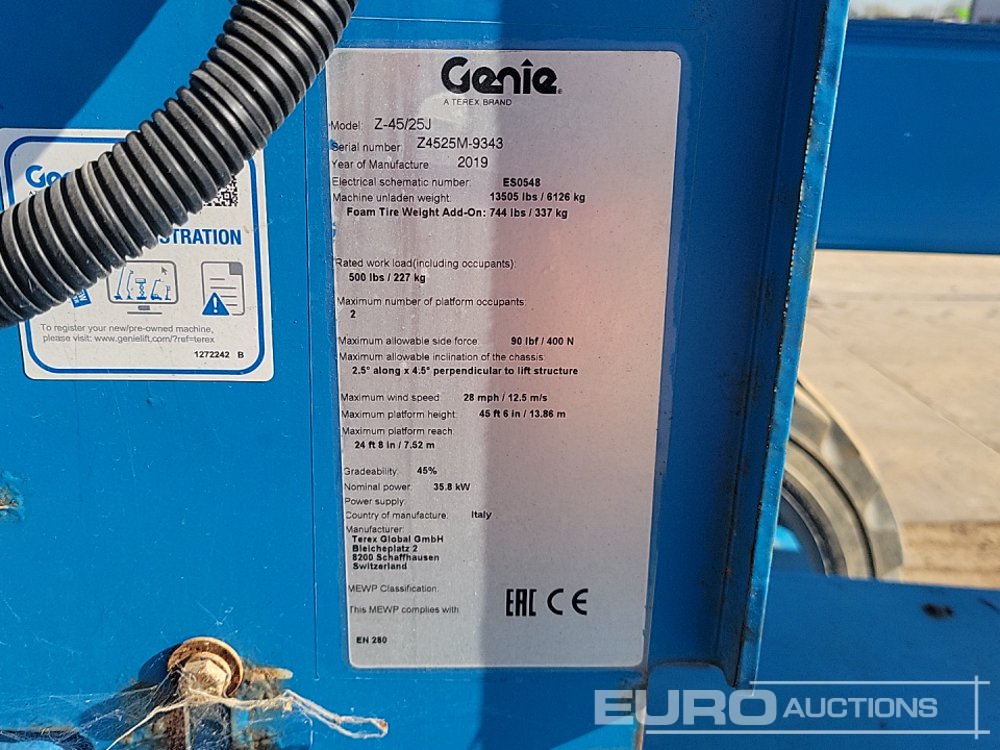 Genie
A TEREX BRAND
Model: Z-45/25J
Serial number: Z4525M-9343
Year of Manufacture: 2019
Electrical schematic number: ES0548
Machine unladen weight: 13505 lbs / 6126 kg
Foam Tire Weight Add-On: 744 lbs / 337 kg
Rated work load(including occupants):
500 lbs / 227 kg
Maximum number of platform occupants:
2
Maximum allowable side force: 90 lbf / 400 N
Maximum allowable inclination of the chassis:
2.5° along x 4.5° perpendicular to lift structure
Maximum wind speed: 28 mph / 12.5 m/s
Maximum platform height: 45 ft 6 in / 13.86 m
Maximum platform reach:
24 ft 8 in / 7.52 m
Gradeability: 45%
Nominal power: 35.8 kW
Power supply:
Country of manufacture: Italy
Manufacturer:
Terex Global GmbH
Bleicheplatz 2
8200 Schaffhausen
Switzerland
MEWP Classification:
This MEWP complies with:
EAC CE
EN 280
To register your new/pre-owned machine,
please visit: www.genielift.com/?ref=terex
1272242 B
EURO AUCTIONS